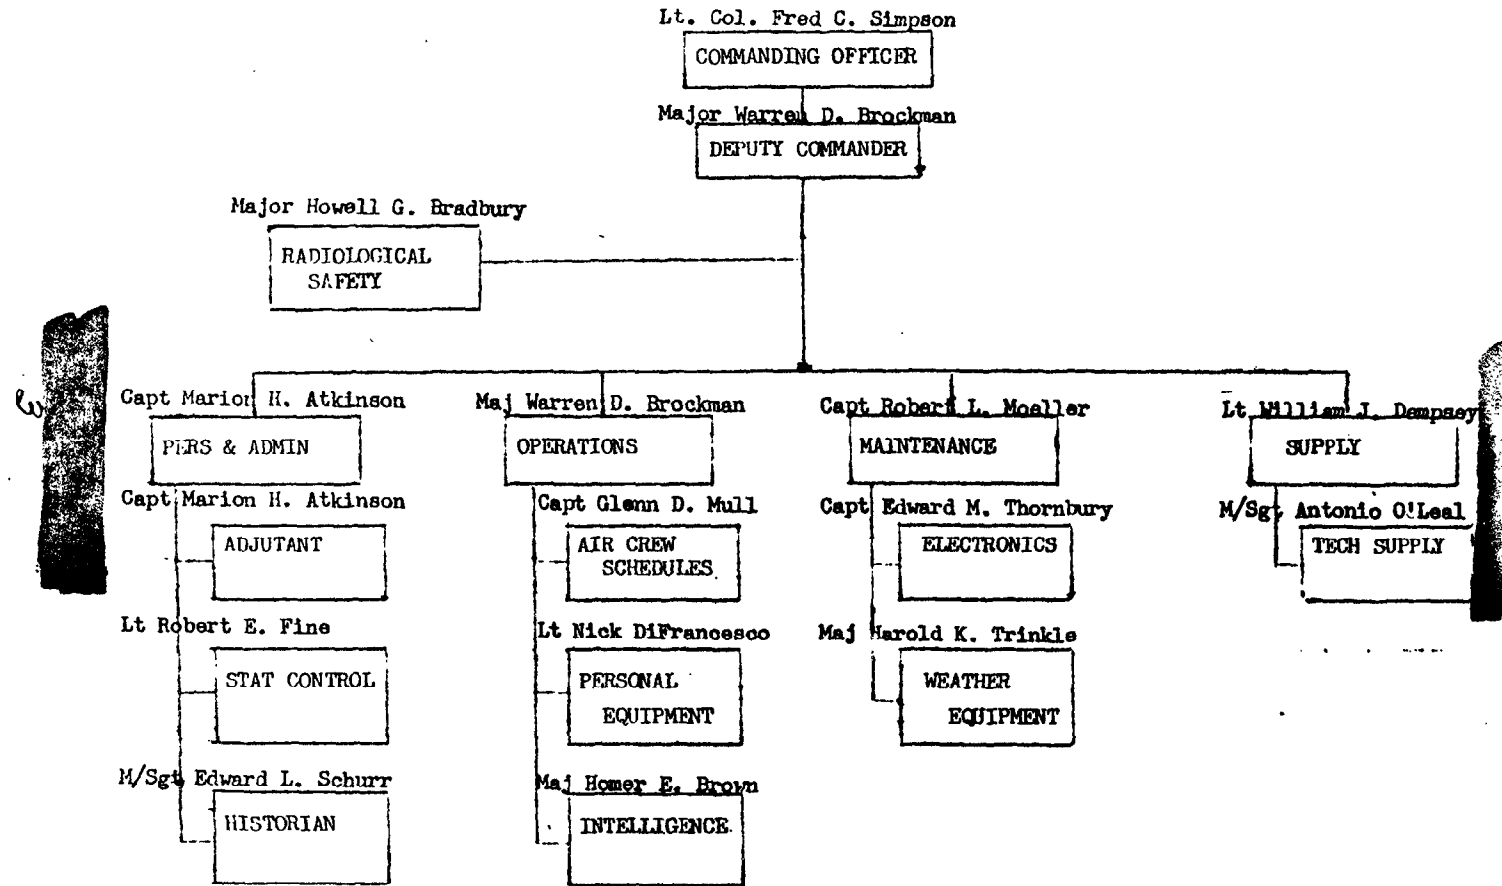 Lt. Col. Fred C. Simpson
COMMANDING OFFICER
Major Warren D. Brockman
DEPUTY COMMANDER
Major Howell G. Bradbury
RADIOLOGICAL
SAFETY
Capt Marion H. Atkinson
PERS & ADMIN
Capt Marion H. Atkinson
ADJUTANT
Lt Robert E. Fine
STAT CONTROL
M/Sgt Edward L. Schurr
HISTORIAN
Maj Warren D. Brockman
OPERATIONS
Capt Glenn D. Mull
AIR CREW
SCHEDULES
Lt Nick DiFrancesco
PERSONAL
EQUIPMENT
Maj Homer E. Brown
INTELLIGENCE
Capt Robert L. Moeller
MAINTENANCE
Capt Edward M. Thornbury
ELECTRONICS
Maj Harold K. Trinkle
WEATHER
EQUIPMENT
Lt William J. Dempsey
SUPPLY
M/Sgt Antonio O'Leal
TECH SUPPLY